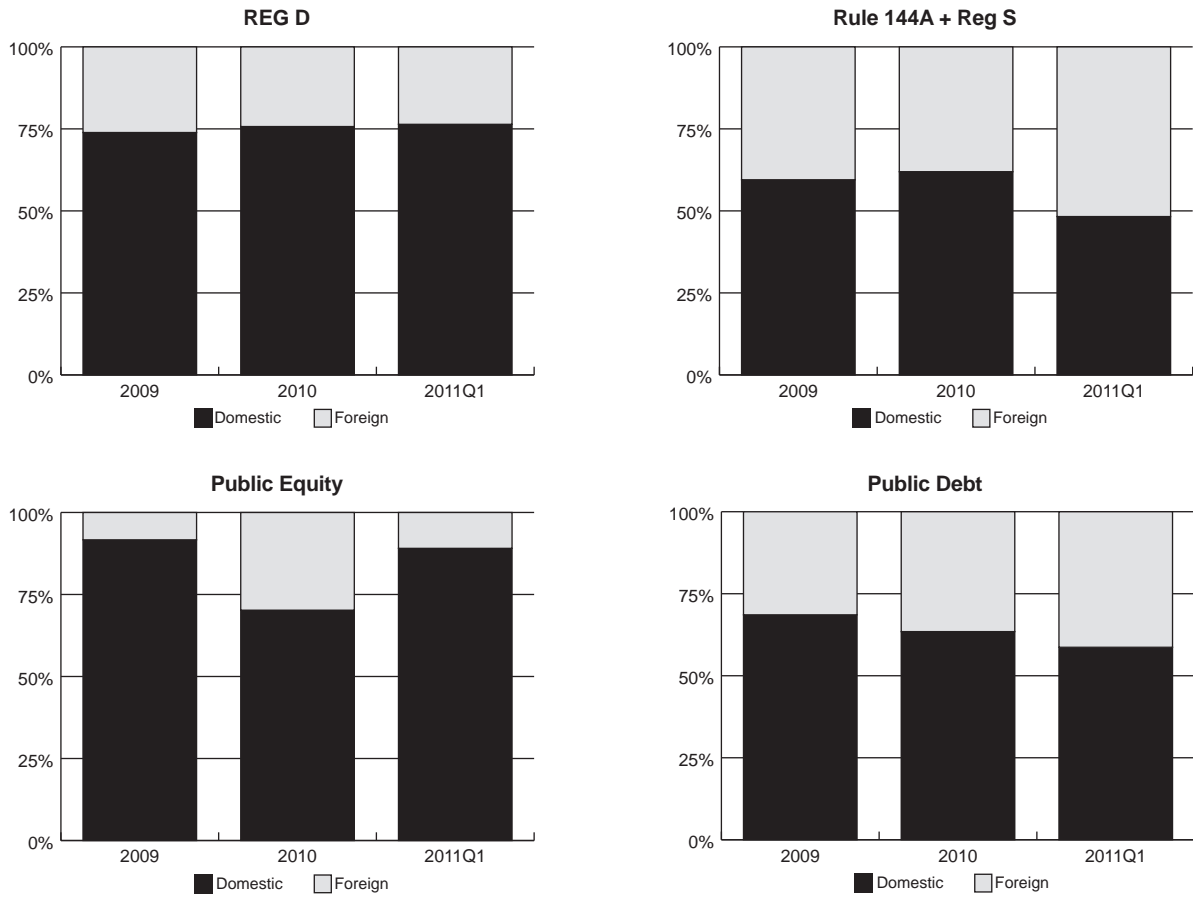 REG D
100%
75%
50%
25%
0%
2009 2010 2011Q1
Domestic Foreign
Rule 144A + Reg S
100%
75%
50%
25%
0%
2009 2010 2011Q1
Domestic Foreign
Public Equity
100%
75%
50%
25%
0%
2009 2010 2011Q1
Domestic Foreign
Public Debt
100%
75%
50%
25%
0%
2009 2010 2011Q1
Domestic Foreign